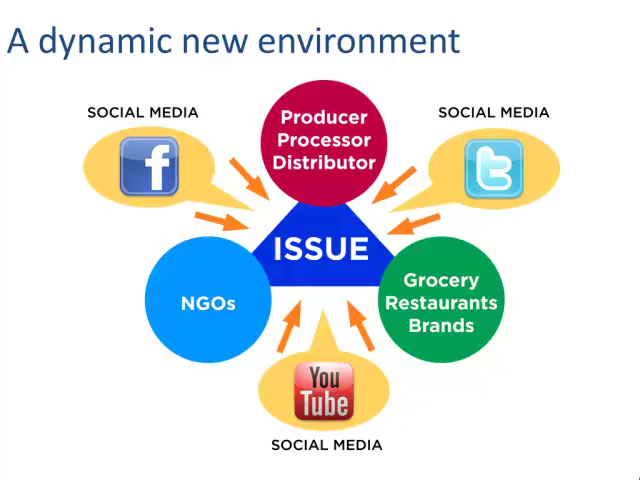 A dynamic new environment
SOCIAL MEDIA
Producer
Processor
Distributor
SOCIAL MEDIA
f
t
ISSUE
NGOs
Grocery
Restaurants
Brands
You
Tube
SOCIAL MEDIA